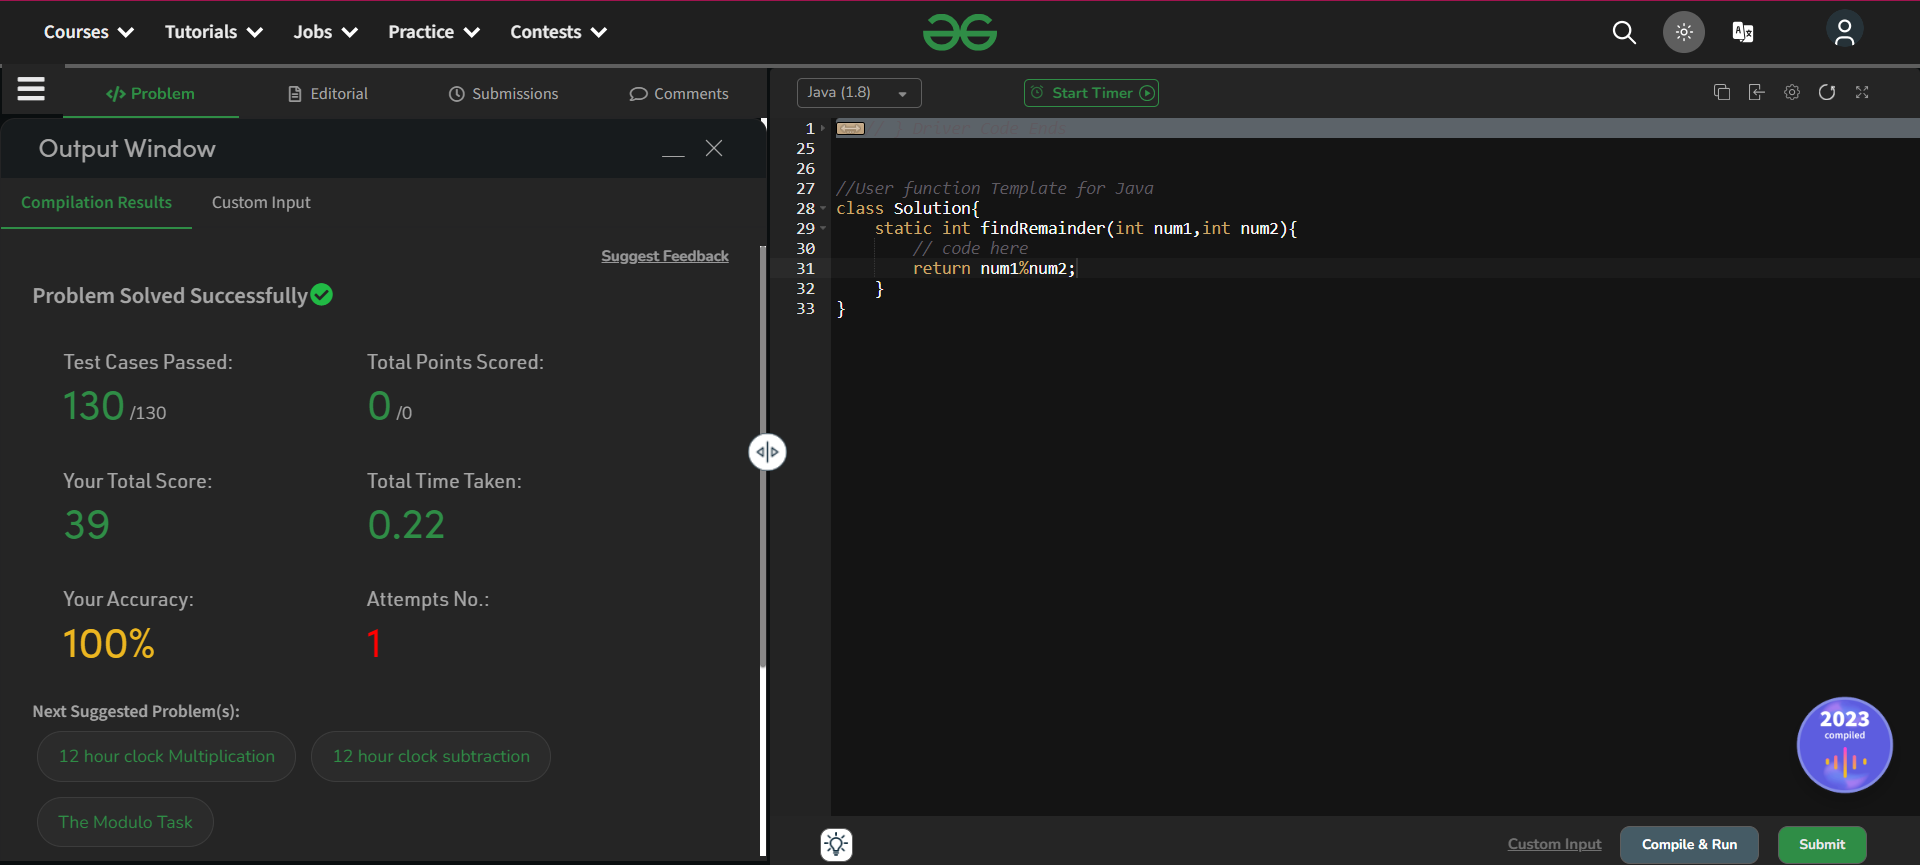 Courses Tutorials Jobs Practice Contests
Problem Editorial Submissions Comments
Java (1.8) Start Timer
Output Window
Compilation Results Custom Input
Suggest Feedback
Problem Solved Successfully
Test Cases Passed: Total Points Scored:
130 /130 0 /0
Your Total Score: Total Time Taken:
39 0.22
Your Accuracy: Attempts No.:
100% 1
Next Suggested Problem(s):
12 hour clock Multiplication 12 hour clock subtraction
The Modulo Task
1 // } Driver Code Ends
25
26
27 //User function Template for Java
28 class Solution{
29 static int findRemainder(int num1,int num2){
30 // code here
31 return num1%num2;
32 }
33 }
2023
compiled
Custom Input Compile & Run Submit